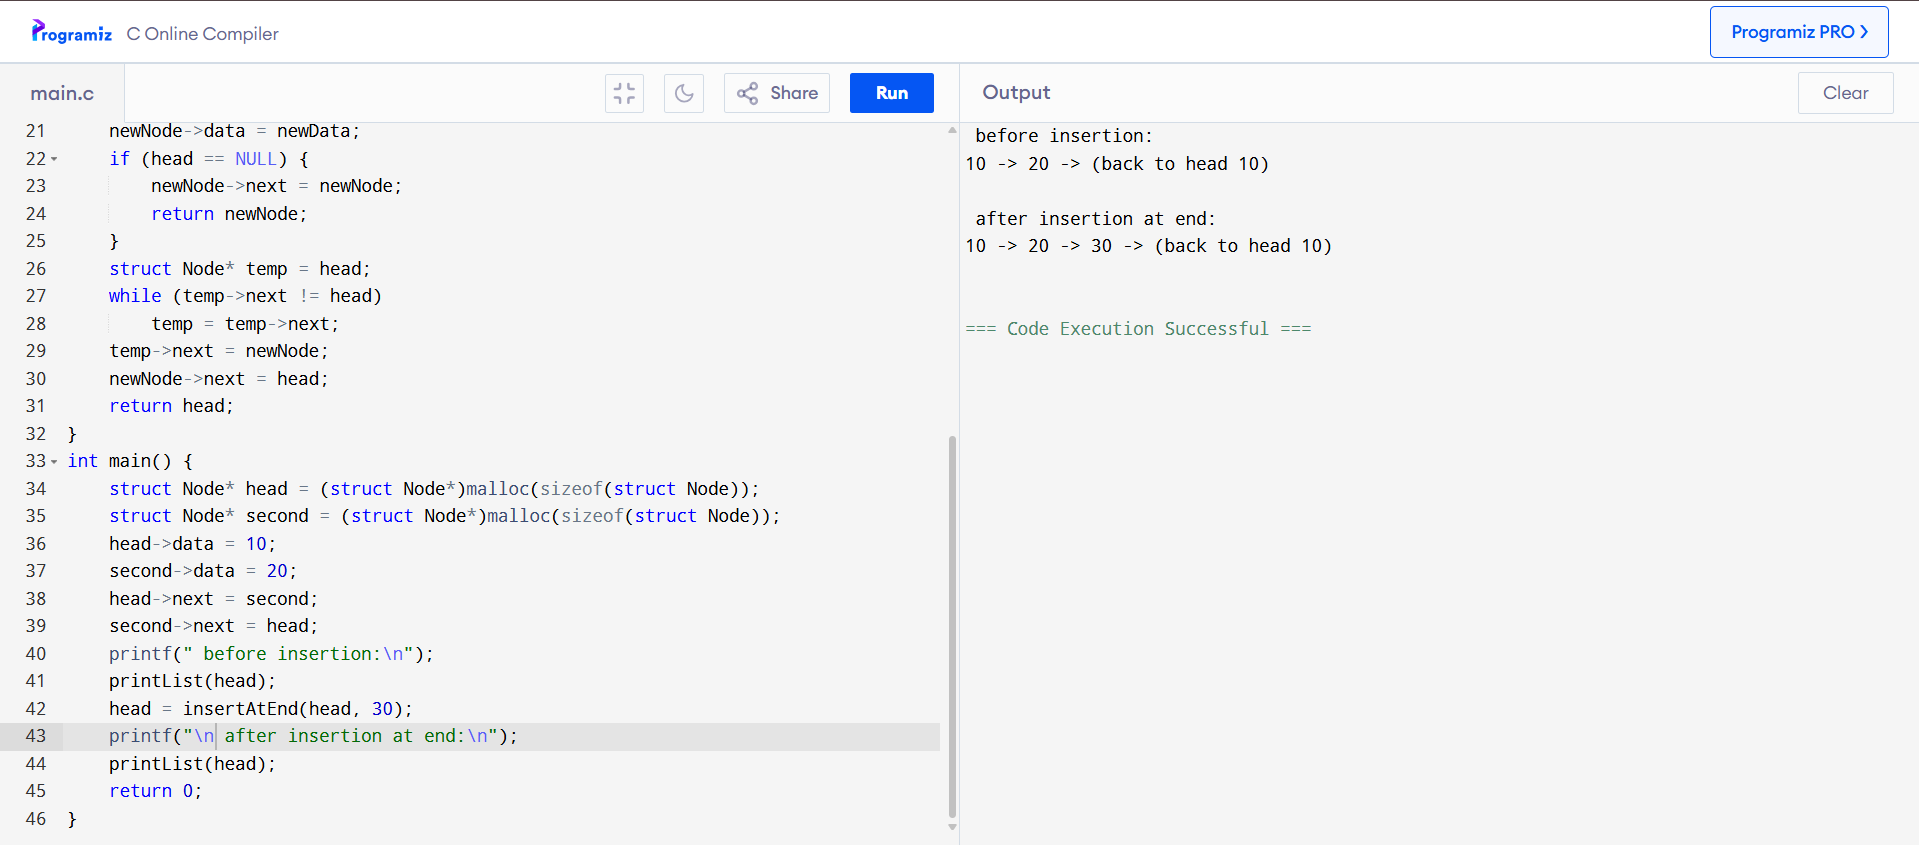 Programiz C Online Compiler
Programiz PRO
main.c
Share
Run
21 newNode->data = newData;
22 if (head == NULL) {
23 newNode->next = newNode;
24 return newNode;
25 }
26 struct Node* temp = head;
27 while (temp->next != head)
28 temp = temp->next;
29 temp->next = newNode;
30 newNode->next = head;
31 return head;
32 }
33 int main() {
34 struct Node* head = (struct Node*)malloc(sizeof(struct Node));
35 struct Node* second = (struct Node*)malloc(sizeof(struct Node));
36 head->data = 10;
37 second->data = 20;
38 head->next = second;
39 second->next = head;
40 printf(" before insertion:\n");
41 printList(head);
42 head = insertAtEnd(head, 30);
43 printf("\n after insertion at end:\n");
44 printList(head);
45 return 0;
46 }
Output
Clear
before insertion:
10 -> 20 -> (back to head 10)
after insertion at end:
10 -> 20 -> 30 -> (back to head 10)
=== Code Execution Successful ===